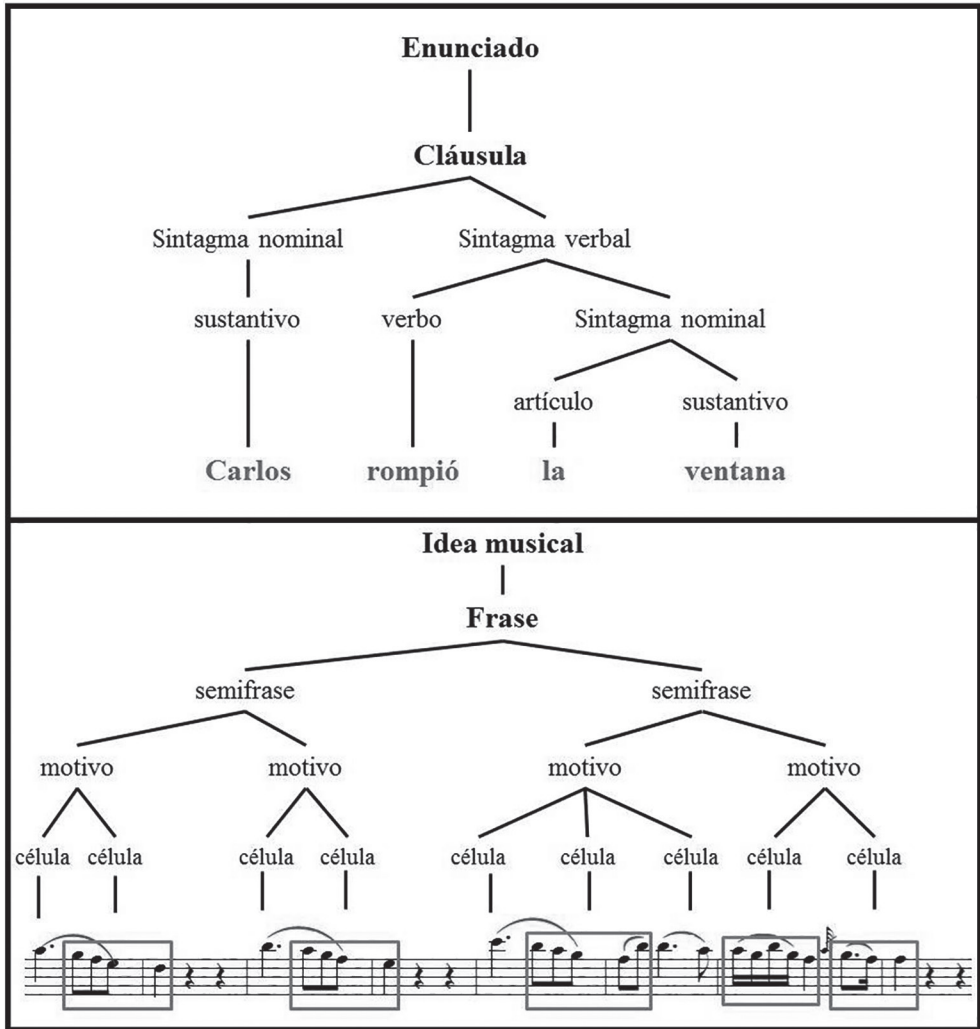 Enunciado
Cláusula
Sintagma nominal Sintagma verbal
sustantivo verbo Sintagma nominal
artículo sustantivo
Carlos rompió la ventana
Idea musical
Frase
semifrase semifrase
motivo motivo motivo motivo
célula célula célula célula célula célula célula célula célula